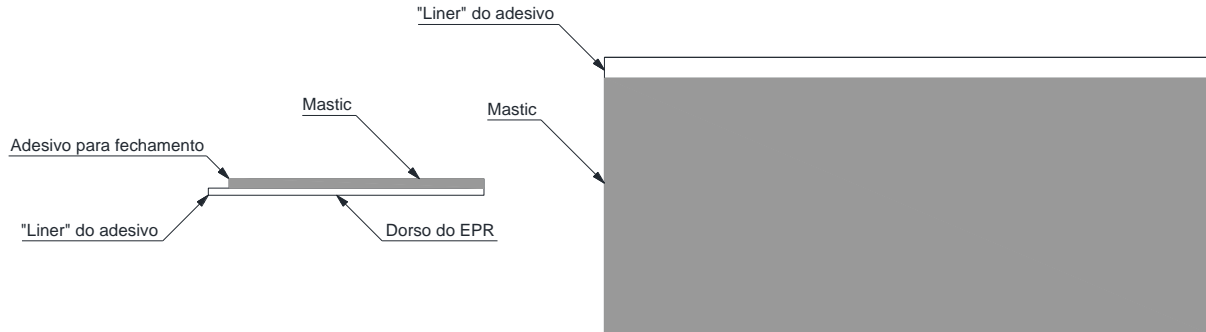 "Liner" do adesivo
Mastic
Mastic
Adesivo para fechamento
"Liner" do adesivo
Dorso do EPR